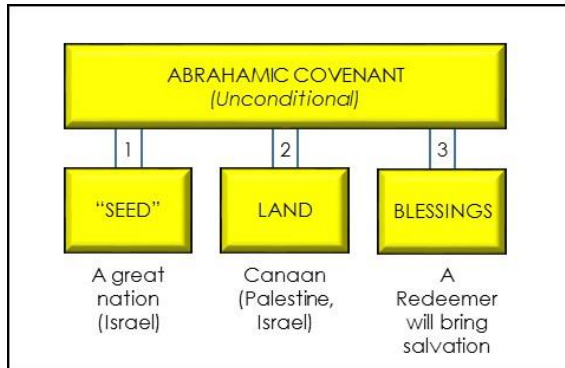 ABRAHAMIC COVENANT
(Unconditional)
1
2
3
“SEED”
LAND
BLESSINGS
A great
nation
(Israel)
Canaan
(Palestine,
Israel)
A
Redeemer
will bring
salvation